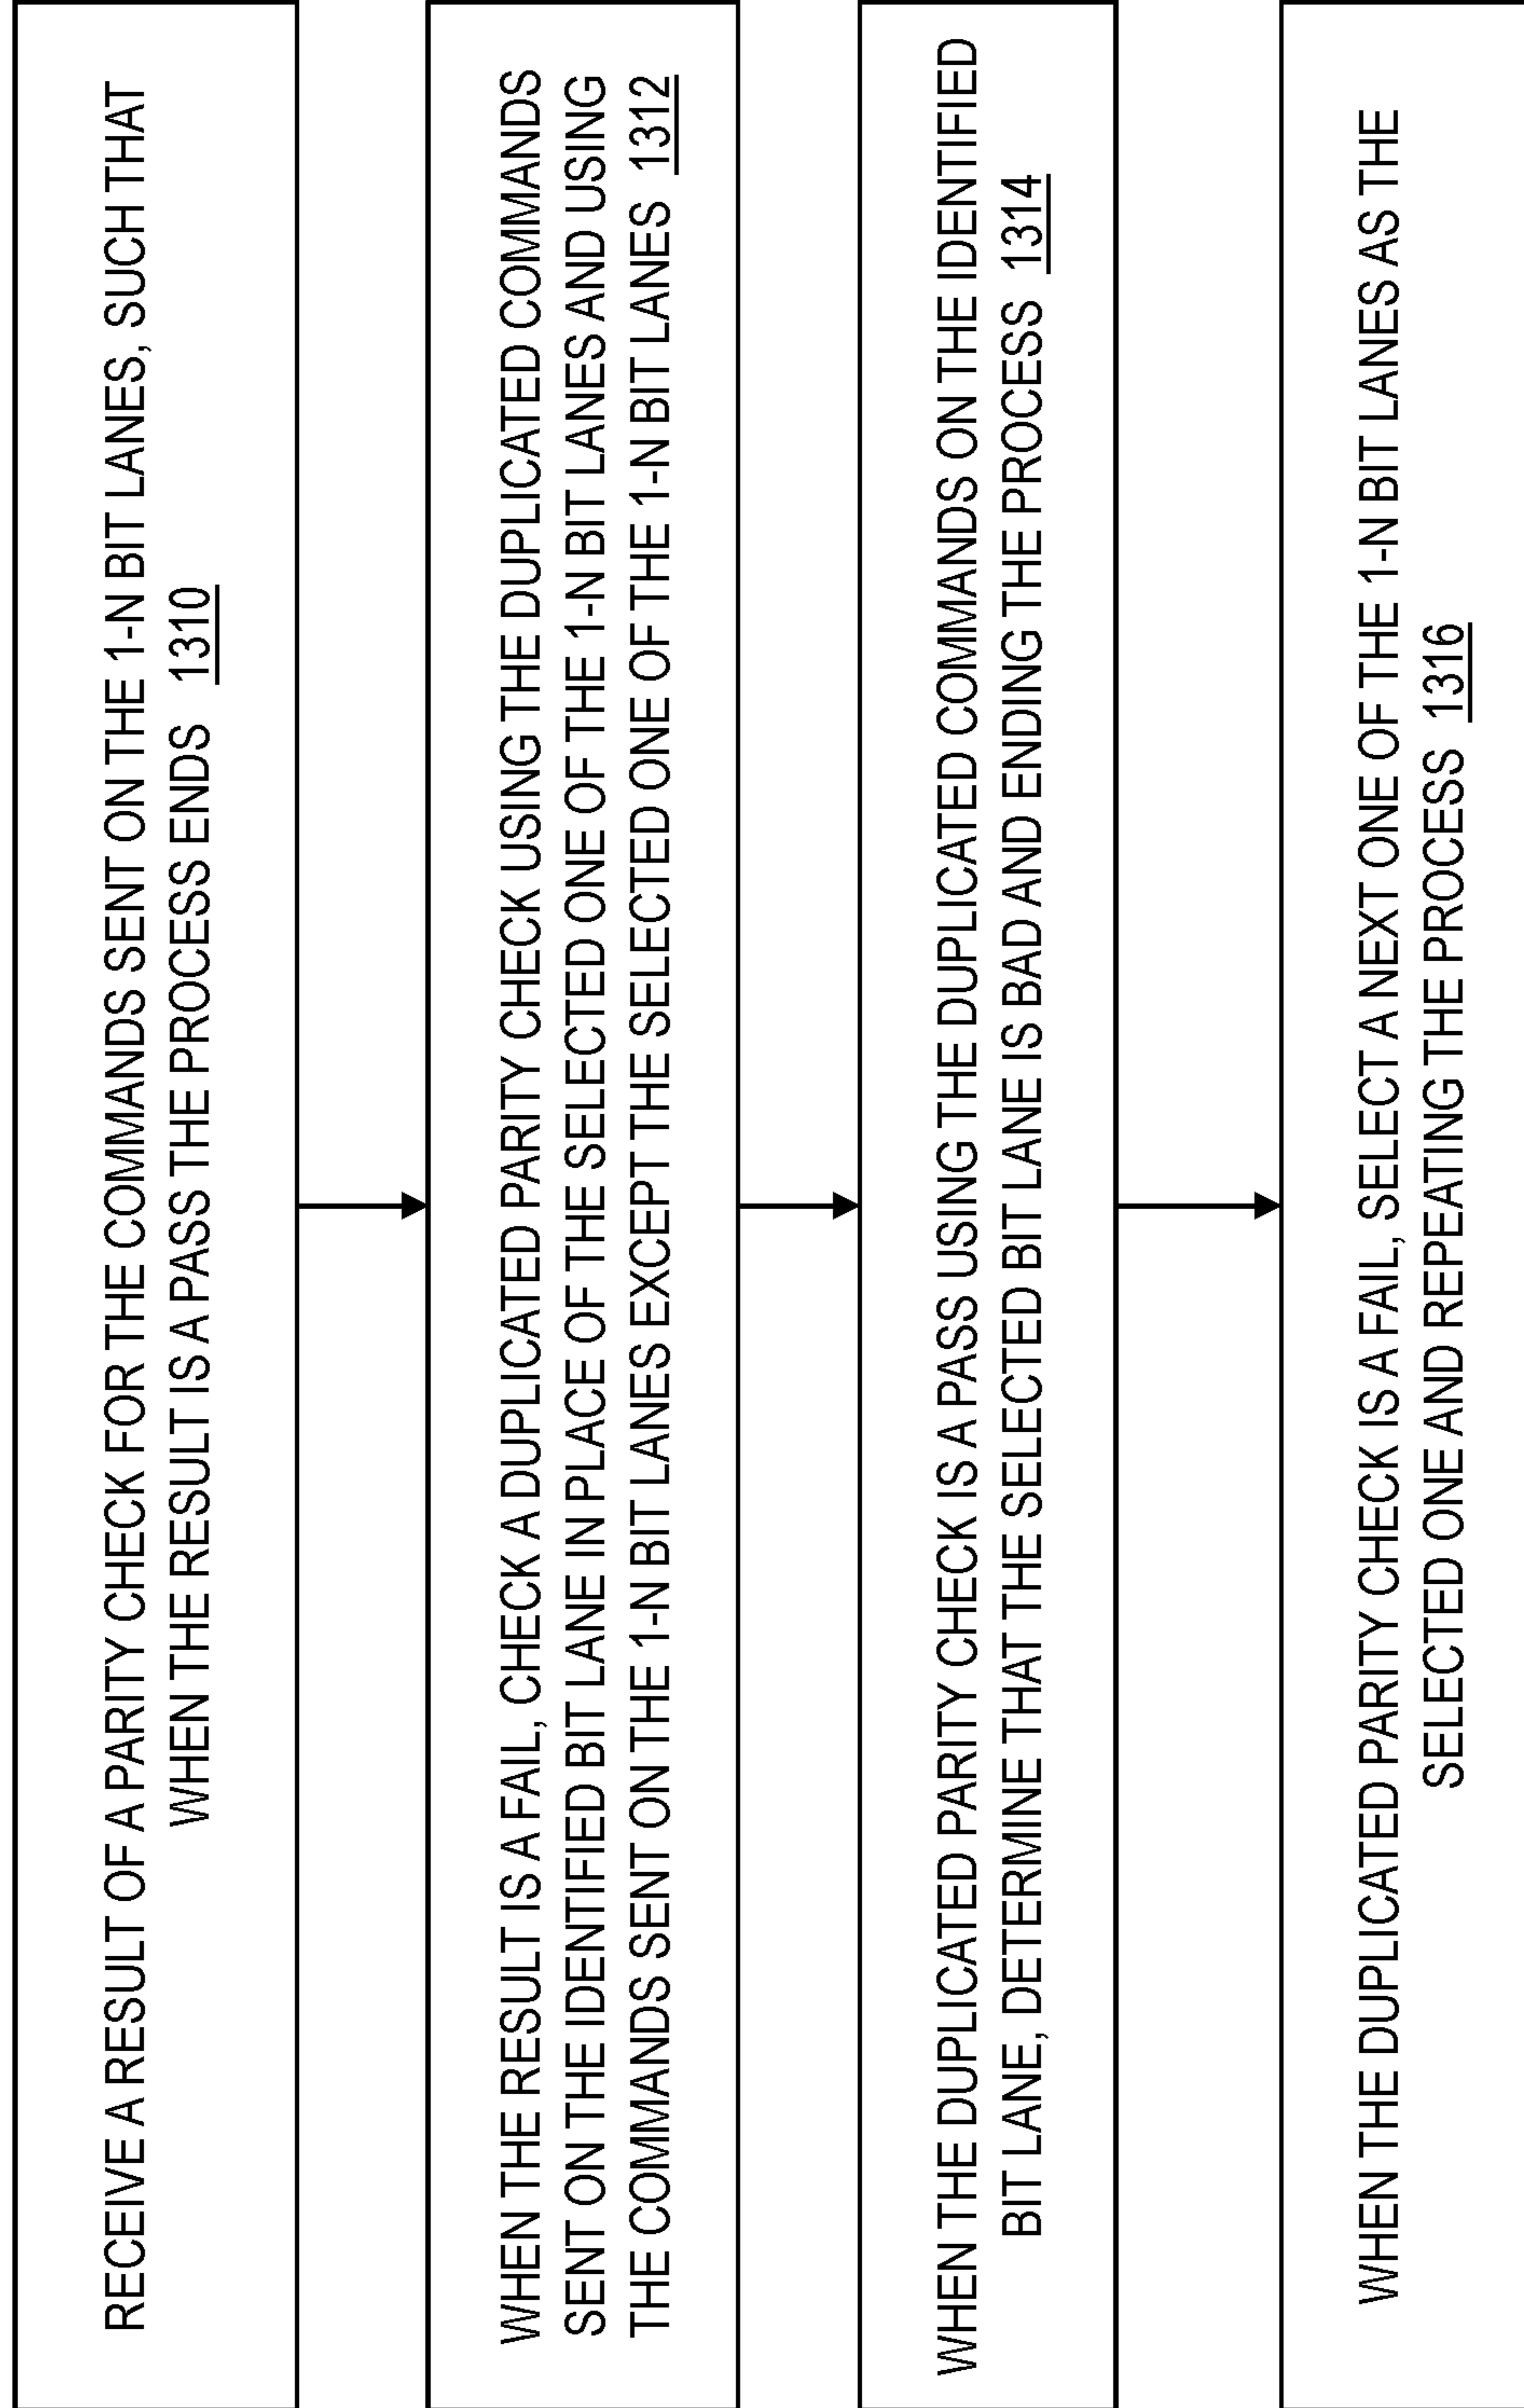 RECEIVE A RESULT OF A PARITY CHECK FOR THE COMMANDS SENT ON THE 1-N BIT LANES, SUCH THAT
WHEN THE RESULT IS A PASS THE PROCESS ENDS 1310
WHEN THE RESULT IS A FAIL, CHECK A DUPLICATED PARITY CHECK USING THE DUPLICATED COMMANDS
SENT ON THE IDENTIFIED BIT LANE IN PLACE OF THE SELECTED ONE OF THE 1-N BIT LANES AND USING
THE COMMANDS SENT ON THE 1-N BIT LANES EXCEPT THE SELECTED ONE OF THE 1-N BIT LANES 1312
WHEN THE DUPLICATED PARITY CHECK IS A PASS USING THE DUPLICATED COMMANDS ON THE IDENTIFIED
BIT LANE, DETERMINE THAT THE SELECTED BIT LANE IS BAD AND ENDING THE PROCESS 1314
WHEN THE DUPLICATED PARITY CHECK IS A FAIL, SELECT A NEXT ONE OF THE 1-N BIT LANES AS THE
SELECTED ONE AND REPEATING THE PROCESS 1316